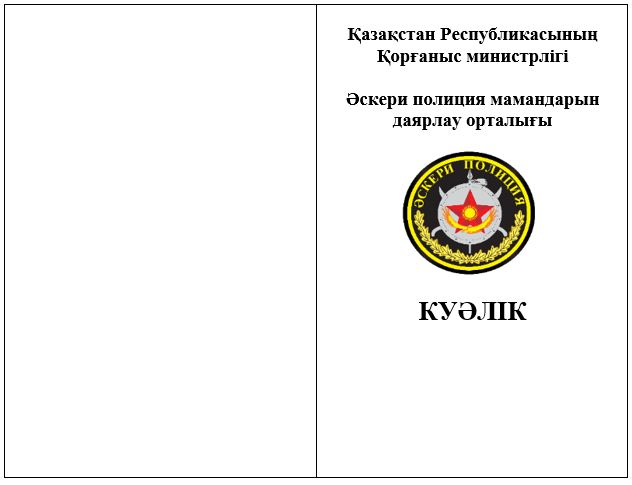 Қазақстан Республикасының
Қорғаныс министрлігі
Әскери полиция мамандарын
даярлау орталығы
ӘСКЕРИ ПОЛИЦИЯ
КУӘЛІК